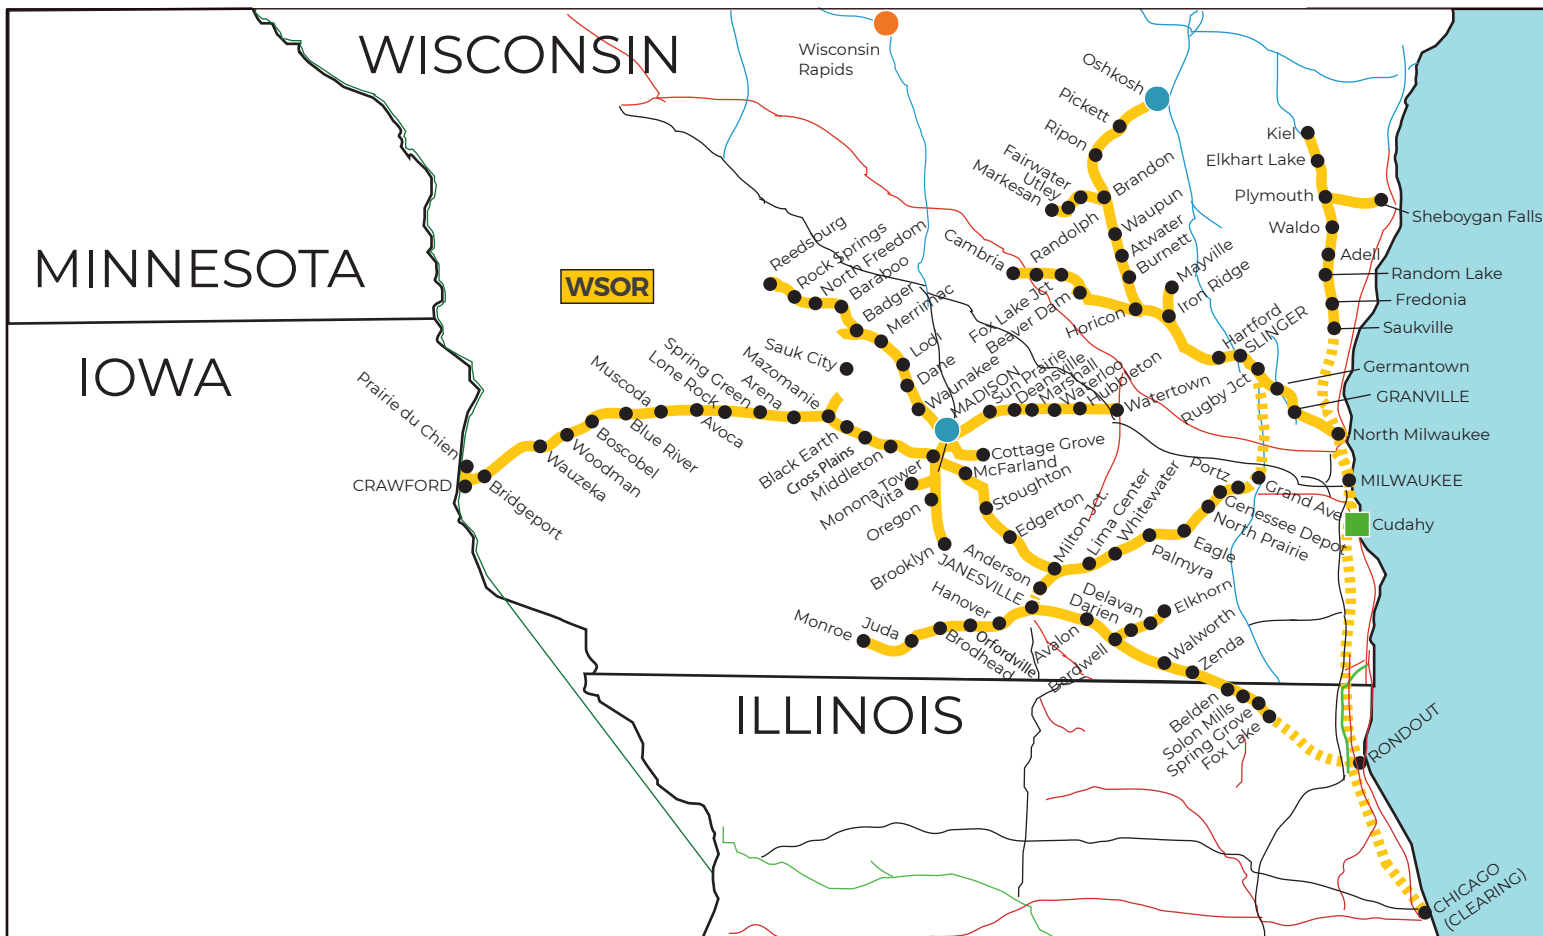 WISCONSIN
Wisconsin
Rapids
MINNESOTA
IOWA
ILLINOIS
WSOR
Oshkosh
Pickett
Ripon
Fairwater
Utley
Markesan
Brandon
Waupun
Atwater
Burnett
Kiel
Elkhart Lake
Plymouth
Sheboygan Falls
Waldo
Adell
Random Lake
Fredonia
Saukville
Cambria
Randolph
Fox Lake Jct.
Beaver Dam
Horicon
Mayville
Iron Ridge
Hartford
SLINGER
Rugby Jct.
Germantown
GRANVILLE
North Milwaukee
MILWAUKEE
Cudahy
Reedsburg
Rock Springs
North Freedom
Baraboo
Badger
Merrimac
Lodi
Dane
Waunakee
MADISON
Sun Prairie
Deansville
Marshall
Waterloo
Hubbleton
Watertown
Sauk City
Mazomanie
Arena
Spring Green
Lone Rock
Avoca
Muscoda
Blue River
Boscobel
Woodman
Wauzeka
Bridgeport
Prairie du Chien
CRAWFORD
Black Earth
Cross Plains
Middleton
Monona Tower
Vita
Oregon
Brooklyn
Cottage Grove
McFarland
Stoughton
Edgerton
Milton Jct.
Lima Center
Whitewater
Palmyra
Eagle
North Prairie
Genessee Depot
Portz
Grand Ave
Anderson
JANESVILLE
Hanover
Orfordville
Brodhead
Juda
Monroe
Avalon
Darien
Delavan
Elkhorn
Bardwell
Walworth
Zenda
Belden
Solon Mills
Spring Grove
Fox Lake
RONDOUT
CHICAGO
(CLEARING)